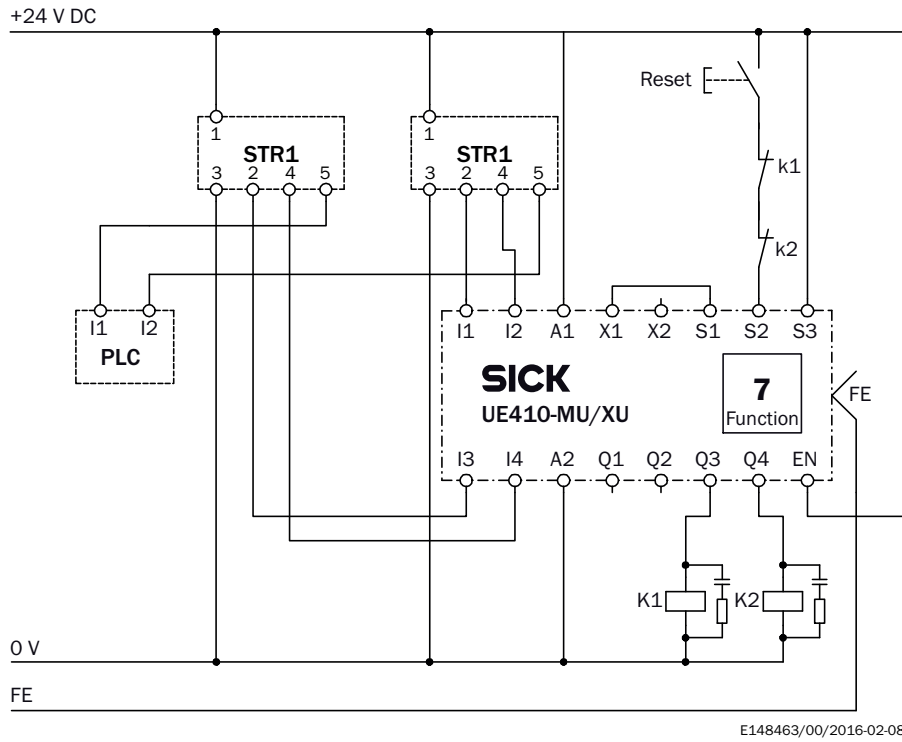 +24 V DC
Reset
1 1
STR1 STR1
3 2 4 5 3 2 4 5
k1
k2
I1 I2 I1 I2 A1 X1 X2 S1 S2 S3
PLC
SICK
UE410-MU/XU
7
Function
FE
I3 I4 A2 Q1 Q2 Q3 Q4 EN
K1 K2
0 V
FE
E148463/00/2016-02-08